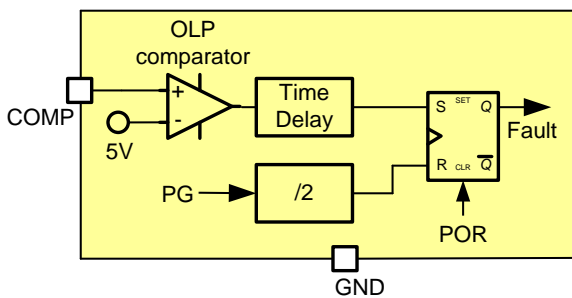 OLP
comparator
COMP
+
-
5V
Time
Delay
S SET Q
Fault
PG
/2
R CLR Q
POR
GND